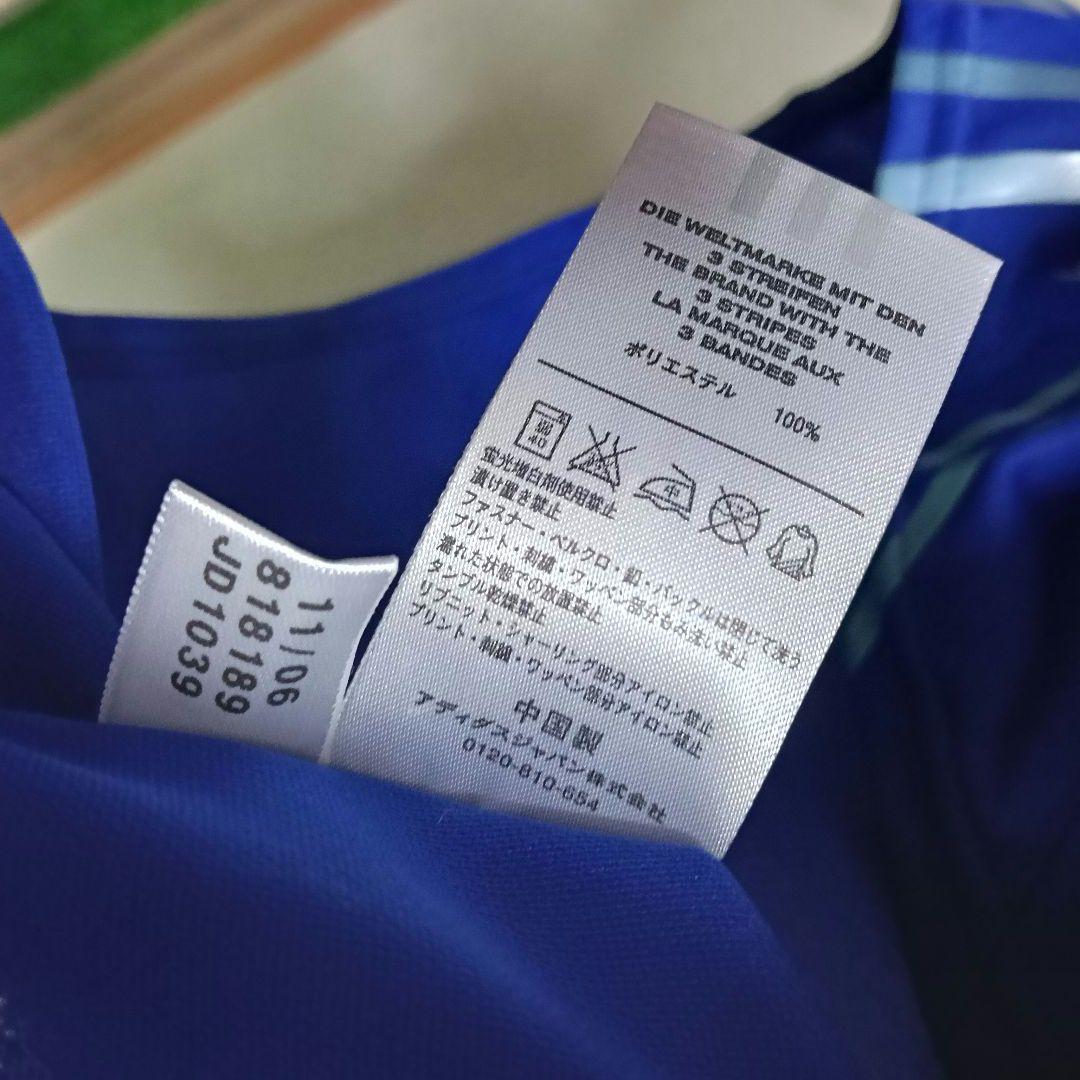 DIE WELTMARKE MIT DEN
3 STREIFEN
THE BRAND WITH THE
3 STRIPES
LA MARQUE AUX
3 BANDES
ポリエステル 100%
弱
40
中
蛍光増白剤使用禁止
漬け置き禁止
ファスナー・ベルクロ・釦・バックルは閉じて洗う
プリント・刺繍・ワッペン部分もみ洗い禁止
濡れた状態での放置禁止
タンブル乾燥禁止
リブニット・シャーリング部分アイロン禁止
プリント・刺繍・ワッペン部分アイロン禁止
中国製
アディダスジャパン株式会社
0120-810-654
11/06
818189
JD1039